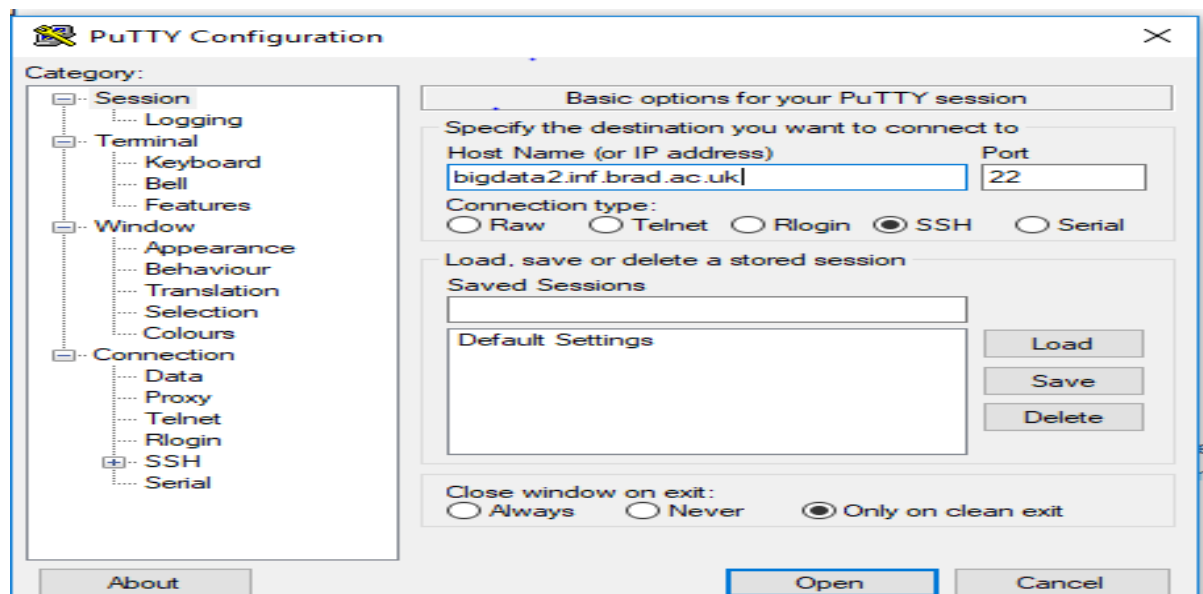 PuTTY Configuration
Category:
Session
Logging
Terminal
Keyboard
Bell
Features
Window
Appearance
Behaviour
Translation
Selection
Colours
Connection
Data
Proxy
Telnet
Rlogin
SSH
Serial
Basic options for your PuTTY session
Specify the destination you want to connect to
Host Name (or IP address) Port
bigdata2.inf.brad.ac.uk 22
Connection type:
Raw Telnet Rlogin SSH Serial
Load, save or delete a stored session
Saved Sessions
Default Settings
Load
Save
Delete
Close window on exit:
Always Never Only on clean exit
About Open Cancel